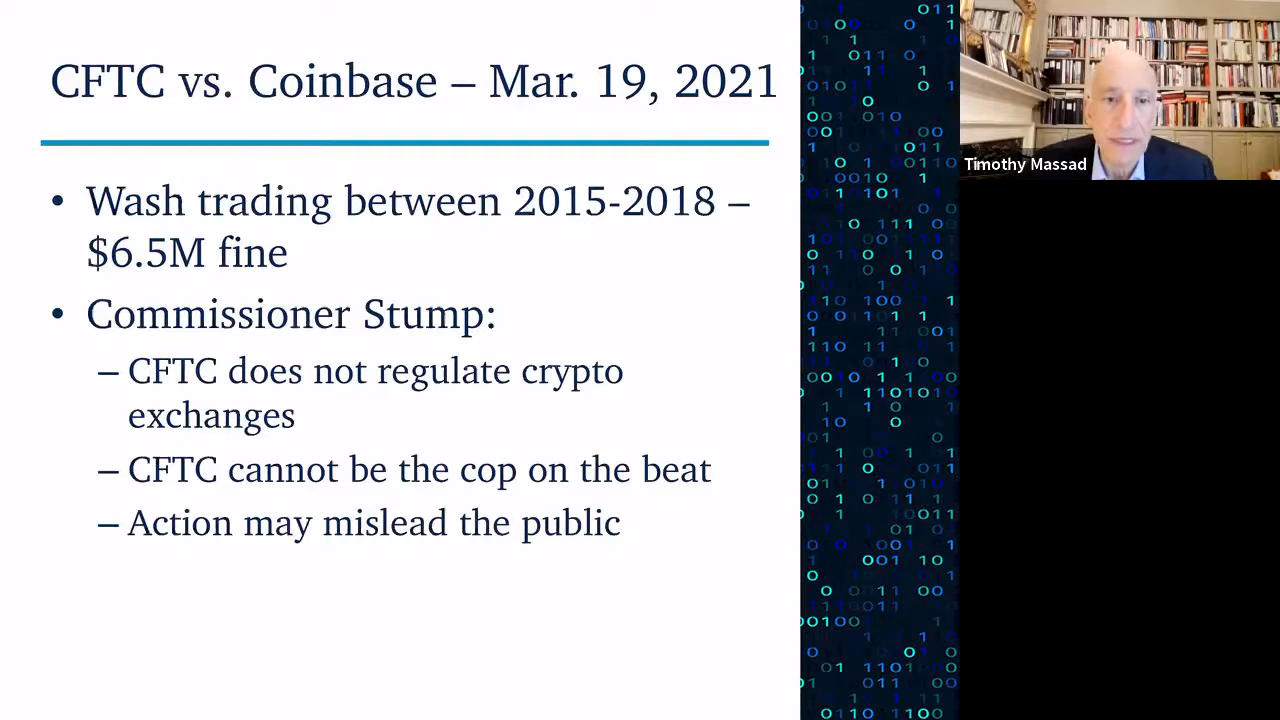 CFTC vs. Coinbase – Mar. 19, 2021
• Wash trading between 2015-2018 –
$6.5M fine
• Commissioner Stump:
– CFTC does not regulate crypto
exchanges
– CFTC cannot be the cop on the beat
– Action may mislead the public
Timothy Massad